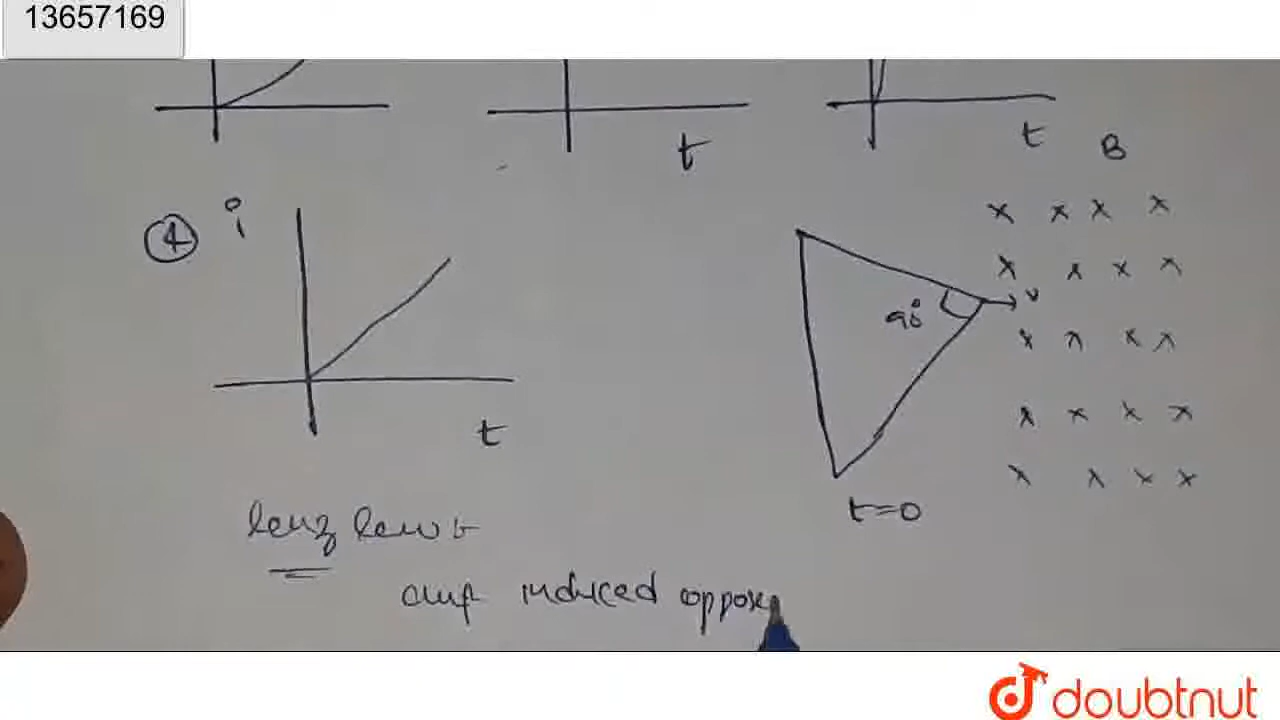 13657169
t
t
B
4 i
x x x x
x x x x
90° v
x x x x
t
x x x x
x x x x
t=0
lenz law :-
emf induced oppose
doubtnut